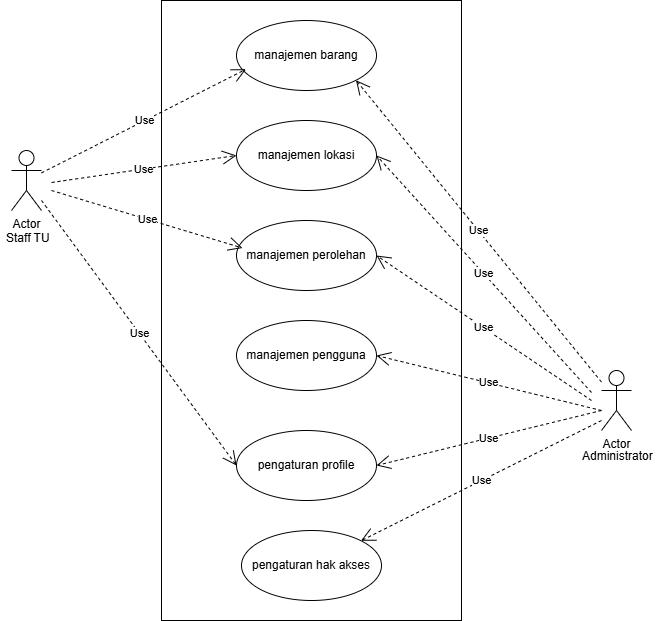 manajemen barang
Use
manajemen lokasi
Use
Actor
Staff TU
Use
Use
manajemen perolehan
Use
Use
Use
manajemen pengguna
Use
Use
Actor
Administrator
pengaturan profile
Use
Use
pengaturan hak akses